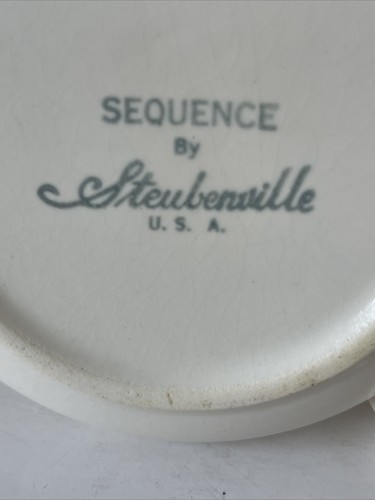 SEQUENCE
By
Steubenville
U. S. A.